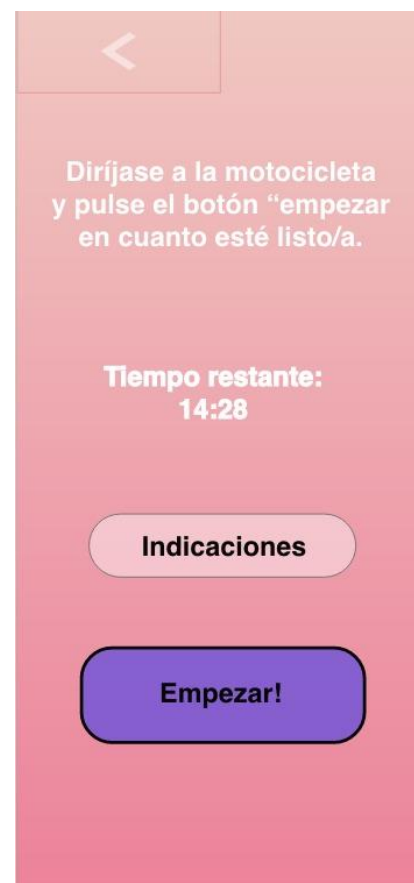 Diríjase a la motocicleta
y pulse el botón “empezar
en cuanto esté listo/a.
Tiempo restante:
14:28
Indicaciones
Empezar!